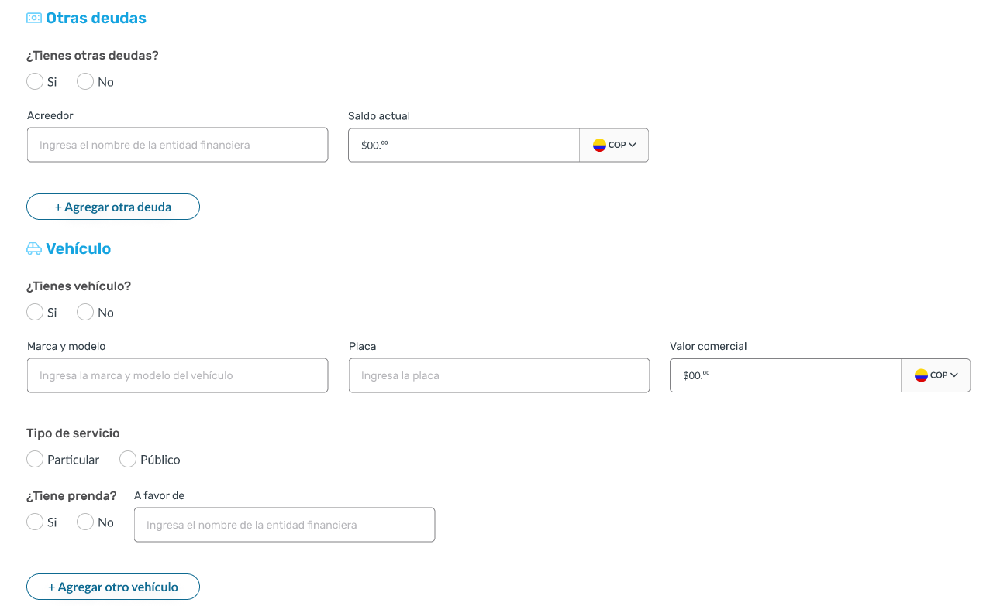 Otras deudas
¿Tienes otras deudas?
Si No
Acreedor Saldo actual
Ingresa el nombre de la entidad financiera $00.⁰⁰ COP
+ Agregar otra deuda
Vehículo
¿Tienes vehículo?
Si No
Marca y modelo Placa Valor comercial
Ingresa la marca y modelo del vehículo Ingresa la placa $00.⁰⁰ COP
Tipo de servicio
Particular Público
¿Tiene prenda? A favor de
Si No Ingresa el nombre de la entidad financiera
+ Agregar otro vehículo